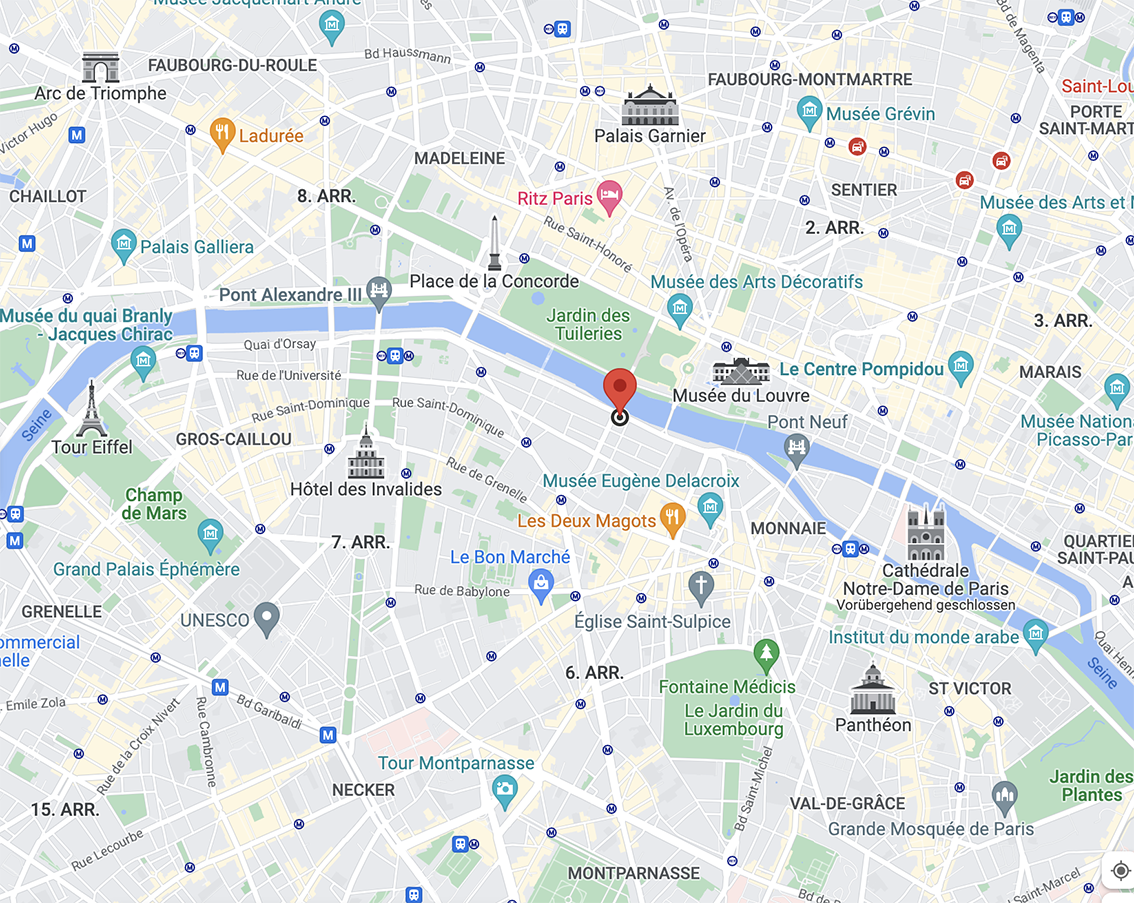 Musée Jacquemart-André
Bd Haussmann
Bd de Magenta
FAUBOURG-DU-ROULE
FAUBOURG-MONTMARTRE
Arc de Triomphe
Saint-Lou
Victor Hugo
Ladurée
Palais Garnier
Musée Grévin
PORTE
SAINT-MART
MADELEINE
CHAILLOT
8. ARR.
Ritz Paris
SENTIER
Musée des Arts et M
Av. de l'Opéra
2. ARR.
Rue Saint-Honoré
Palais Galliera
Place de la Concorde
Musée des Arts Décoratifs
Pont Alexandre III
Musée du quai Branly
- Jacques Chirac
Jardin des
Tuileries
3. ARR.
Quai d'Orsay
Rue de l'Université
Le Centre Pompidou
MARAIS
Musée du Louvre
Rue Saint-Dominique
Rue Saint-Dominique
Seine
Pont Neuf
Musée Nationa
Picasso-Par
Tour Eiffel
GROS-CAILLOU
Rue de Grenelle
Hôtel des Invalides
Musée Eugène Delacroix
Champ
de Mars
Les Deux Magots
MONNAIE
7. ARR.
QUARTIE
SAINT-PAU
Le Bon Marché
Grand Palais Éphémère
Cathédrale
Notre-Dame de Paris
Vorübergehend geschlossen
Rue de Babylone
GRENELLE
UNESCO
Église Saint-Sulpice
ommercial
elle
Institut du monde arabe
Quai Henri
Seine
6. ARR.
Fontaine Médicis
Le Jardin du
Luxembourg
ST VICTOR
Emile Zola
Bd Garibaldi
Rue de la Croix Nivert
Rue Cambronne
Panthéon
Tour Montparnasse
Bd Saint-Michel
Jardin des
Plantes
NECKER
15. ARR.
VAL-DE-GRÂCE
Grande Mosquée de Paris
Rue Lecourbe
MONTPARNASSE
Saint-Marcel